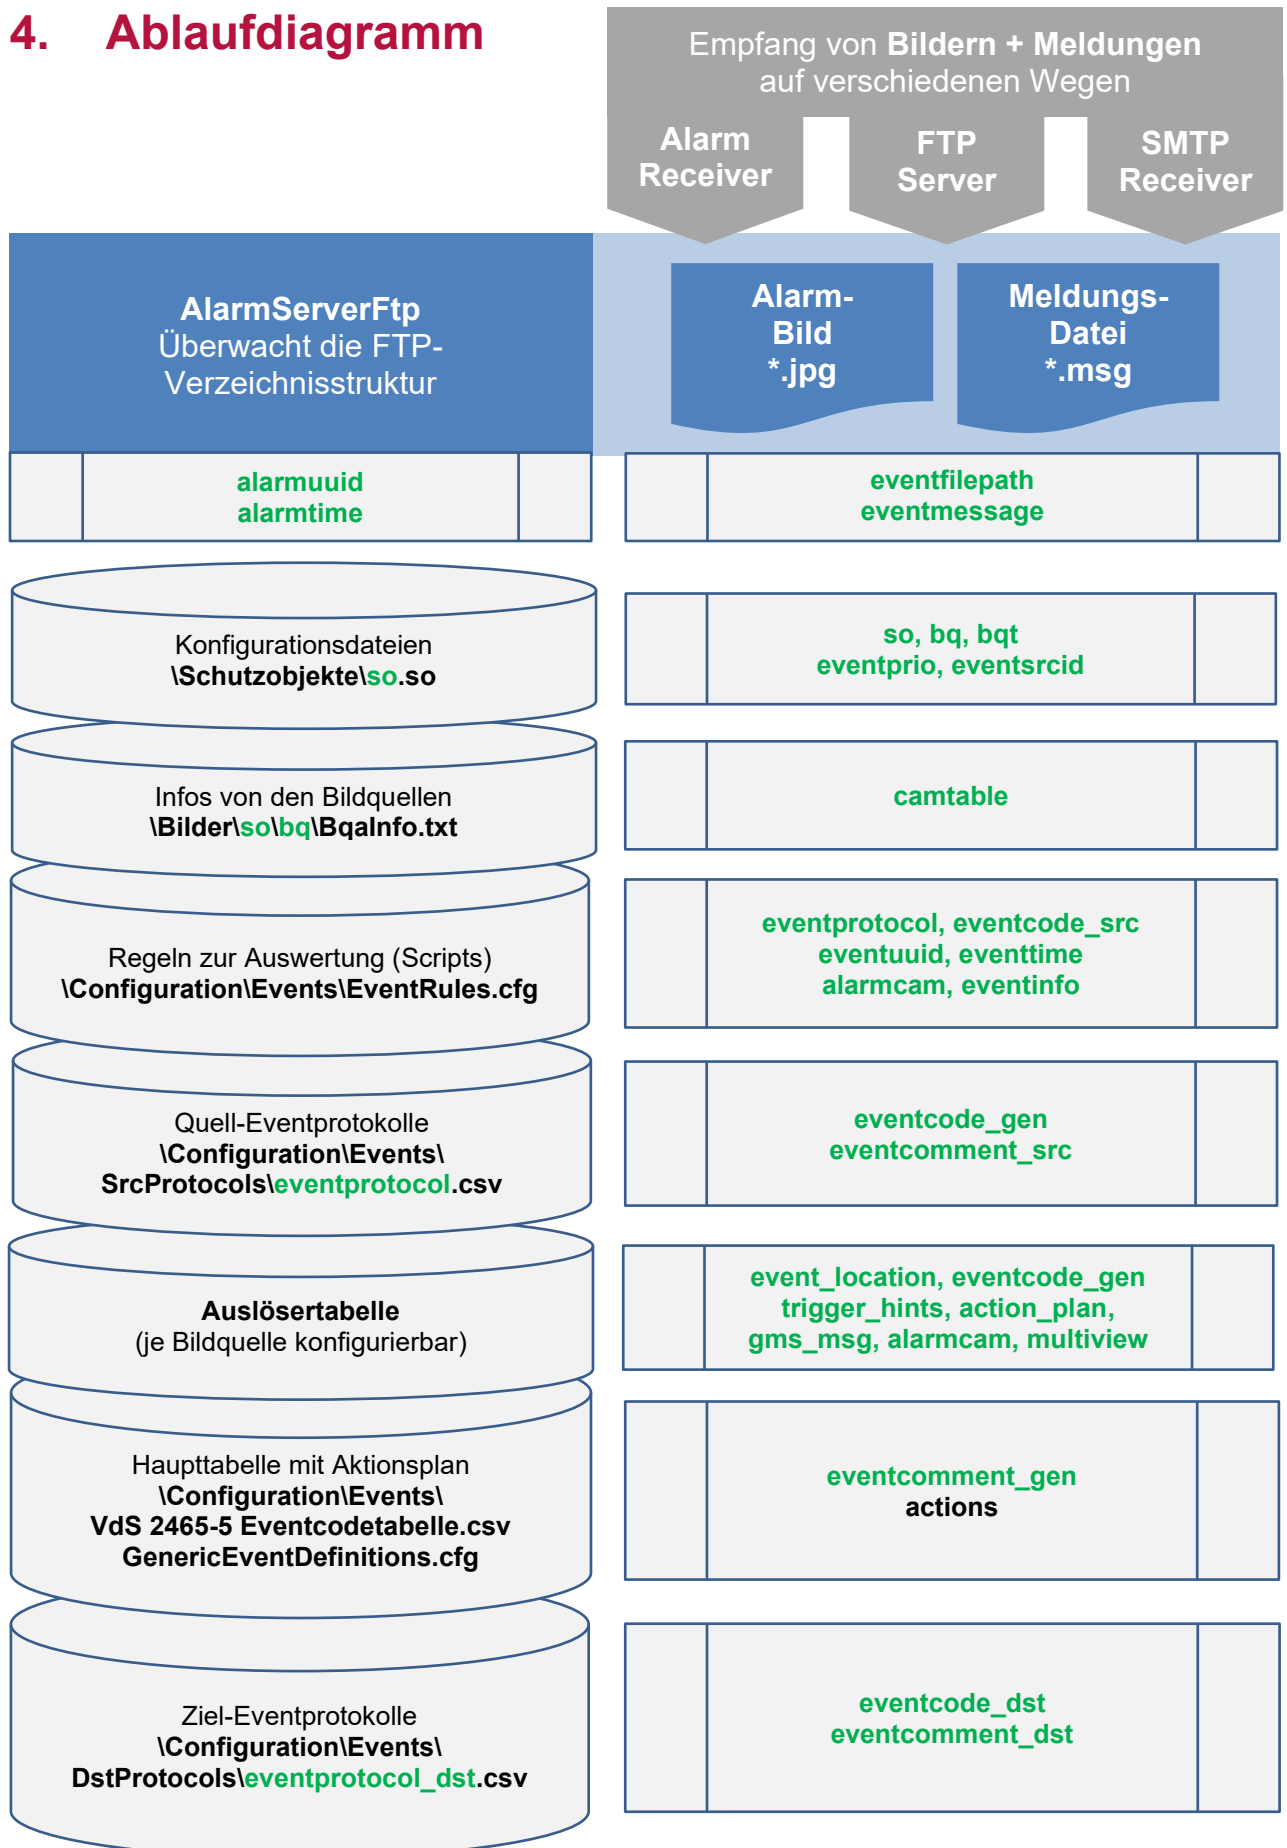 4. Ablaufdiagramm
Empfang von Bildern + Meldungen
auf verschiedenen Wegen
Alarm
Receiver
FTP
Server
SMTP
Receiver
AlarmServerFtp
Überwacht die FTP-
Verzeichnisstruktur
Alarm-
Bild
*.jpg
Meldungs-
Datei
*.msg
alarmuuid
alarmtime
eventfilepath
eventmessage
Konfigurationsdateien
\Schutzobjekte\so.so
so, bq, bqt
eventprio, eventsrcid
Infos von den Bildquellen
\Bilder\so\bq\BqaInfo.txt
camtable
Regeln zur Auswertung (Scripts)
\Configuration\Events\EventRules.cfg
eventprotocol, eventcode_src
eventuuid, eventtime
alarmcam, eventinfo
Quell-Eventprotokolle
\Configuration\Events\
SrcProtocols\eventprotocol.csv
eventcode_gen
eventcomment_src
Auslösertabelle
(je Bildquelle konfigurierbar)
event_location, eventcode_gen
trigger_hints, action_plan,
gms_msg, alarmcam, multiview
Haupttabelle mit Aktionsplan
\Configuration\Events\
VdS 2465-5 Eventcodetabelle.csv
GenericEventDefinitions.cfg
eventcomment_gen
actions
Ziel-Eventprotokolle
\Configuration\Events\
DstProtocols\eventprotocol_dst.csv
eventcode_dst
eventcomment_dst